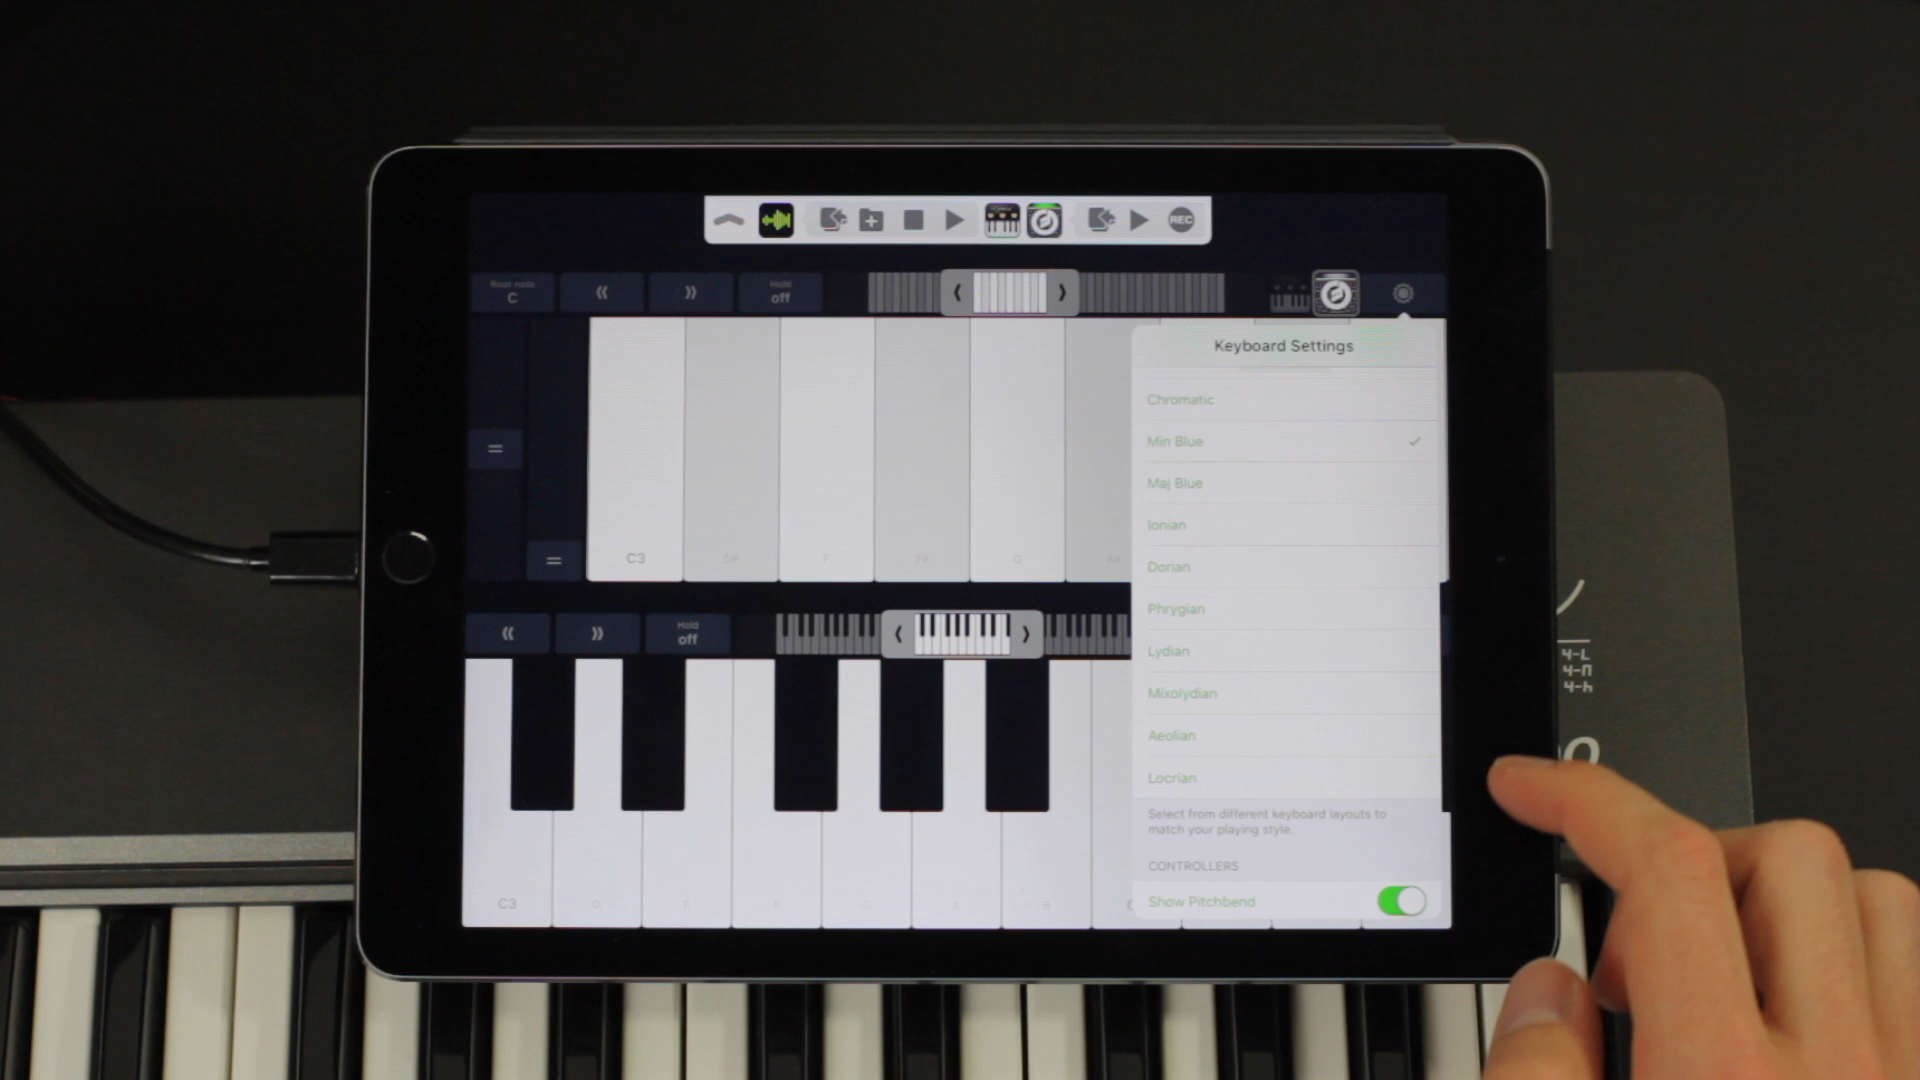 REC
Root note
C
Hold
off
Keyboard Settings
Chromatic
Min Blue
Maj Blue
Ionian
Dorian
Phrygian
Lydian
Mixolydian
Aeolian
Locrian
Select from different keyboard layouts to
match your playing style.
CONTROLLERS
Show Pitchbend
C3 D# F F# G A#
Hold
off
C3 D E F G A B C